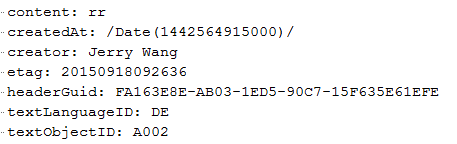 content: rr
createdAt: /Date(1442564915000)/
creator: Jerry Wang
etag: 20150918092636
headerGuid: FA163E8E-AB03-1ED5-90C7-15F635E61EFE
textLanguageID: DE
textObjectID: A002